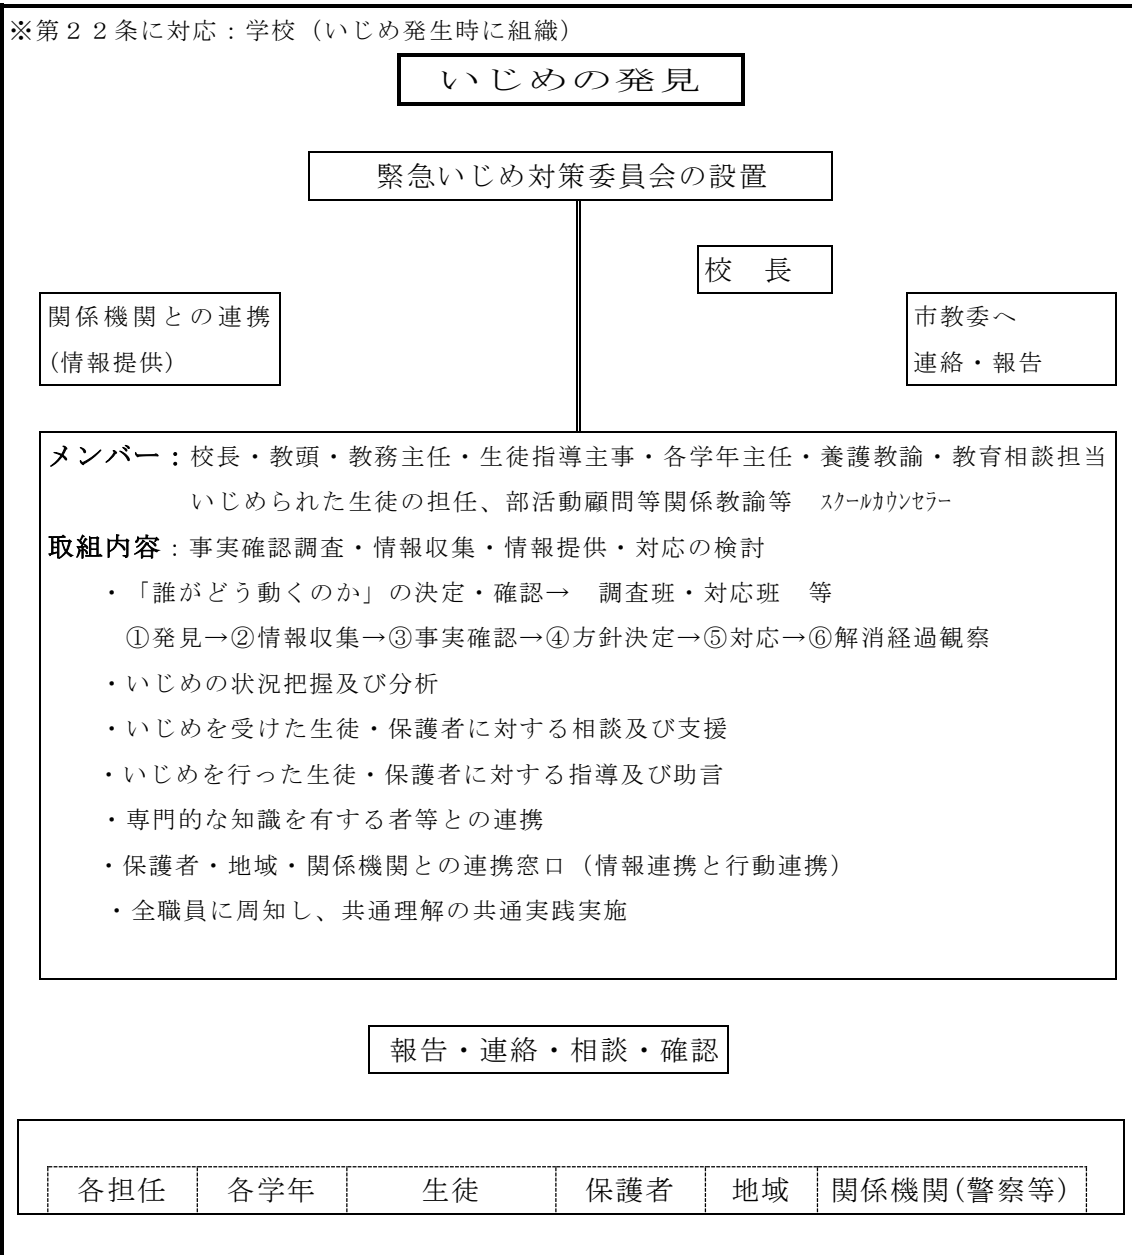 ※第２２条に対応：学校（いじめ発生時に組織）
いじめの発見
緊急いじめ対策委員会の設置
校　長
関係機関との連携
(情報提供)
市教委へ
連絡・報告
メンバー：校長・教頭・教務主任・生徒指導主事・各学年主任・養護教諭・教育相談担当
いじめられた生徒の担任、部活動顧問等関係教諭等　ｽｸｰﾙｶｳﾝｾﾗｰ
取組内容：事実確認調査・情報収集・情報提供・対応の検討
・「誰がどう動くのか」の決定・確認→　調査班・対応班　等
①発見→②情報収集→③事実確認→④方針決定→⑤対応→⑥解消経過観察
・いじめの状況把握及び分析
・いじめを受けた生徒・保護者に対する相談及び支援
・いじめを行った生徒・保護者に対する指導及び助言
・専門的な知識を有する者等との連携
・保護者・地域・関係機関との連携窓口（情報連携と行動連携）
・全職員に周知し、共通理解の共通実践実施
報告・連絡・相談・確認
各担任　各学年　生徒　保護者　地域　関係機関(警察等)